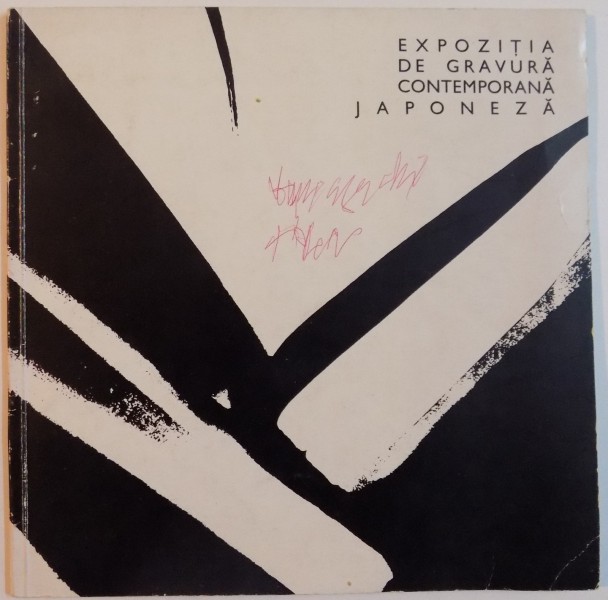 EXPOZIȚIA
DE GRAVURĂ
CONTEMPORANĂ
JAPONEZĂ